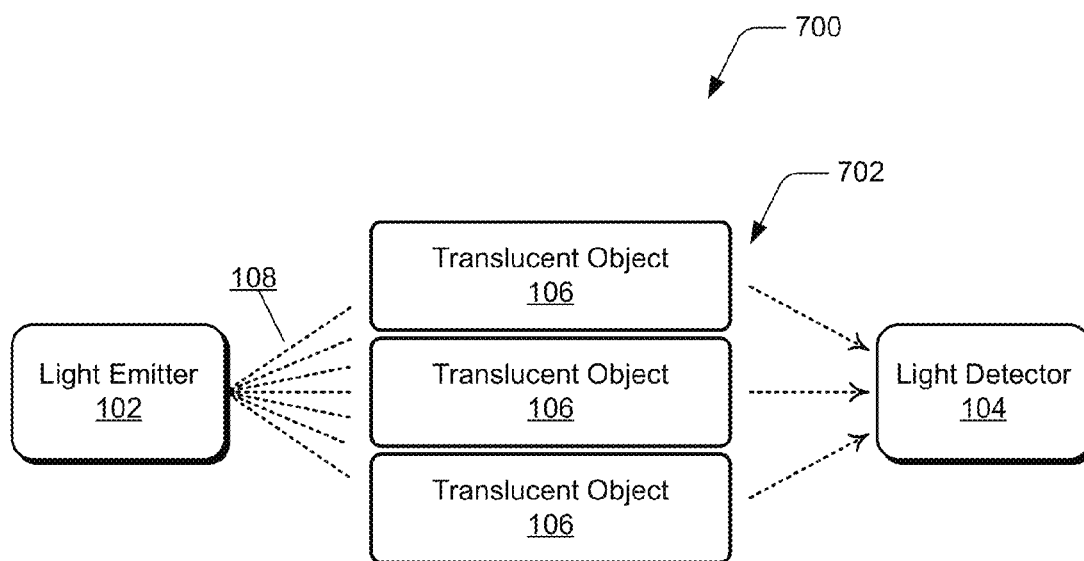 700
702
Translucent Object
106
108
Light Emitter
102
Translucent Object
106
Light Detector
104
Translucent Object
106